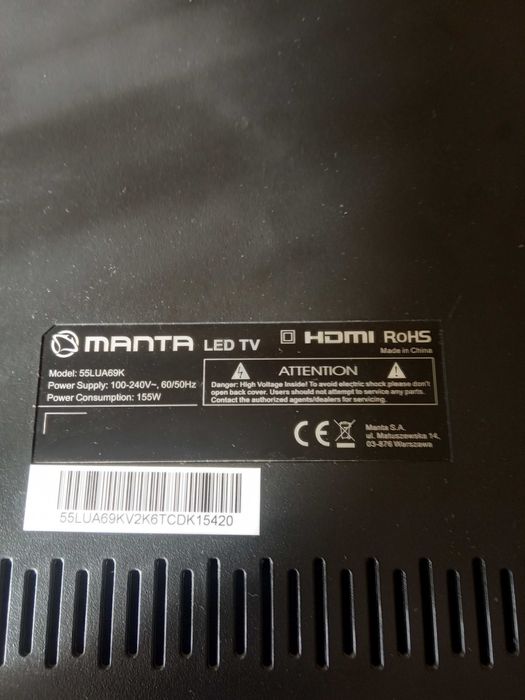 MANTA LED TV
HDMI RoHS
Made in China
Model: 55LUA69K
Power Supply: 100-240V~, 60/50Hz
Power Consumption: 155W
ATTENTION
Danger: High Voltage Inside! To avoid electric shock,please don't
open back cover. Users should not attempt to service any parts.
Contact the authorized agents/dealers for servicing.
CE
Manta S.A.
ul. Matuszewska 14,
03-876 Warszawa
55LUA69KV2K6TCDK15420